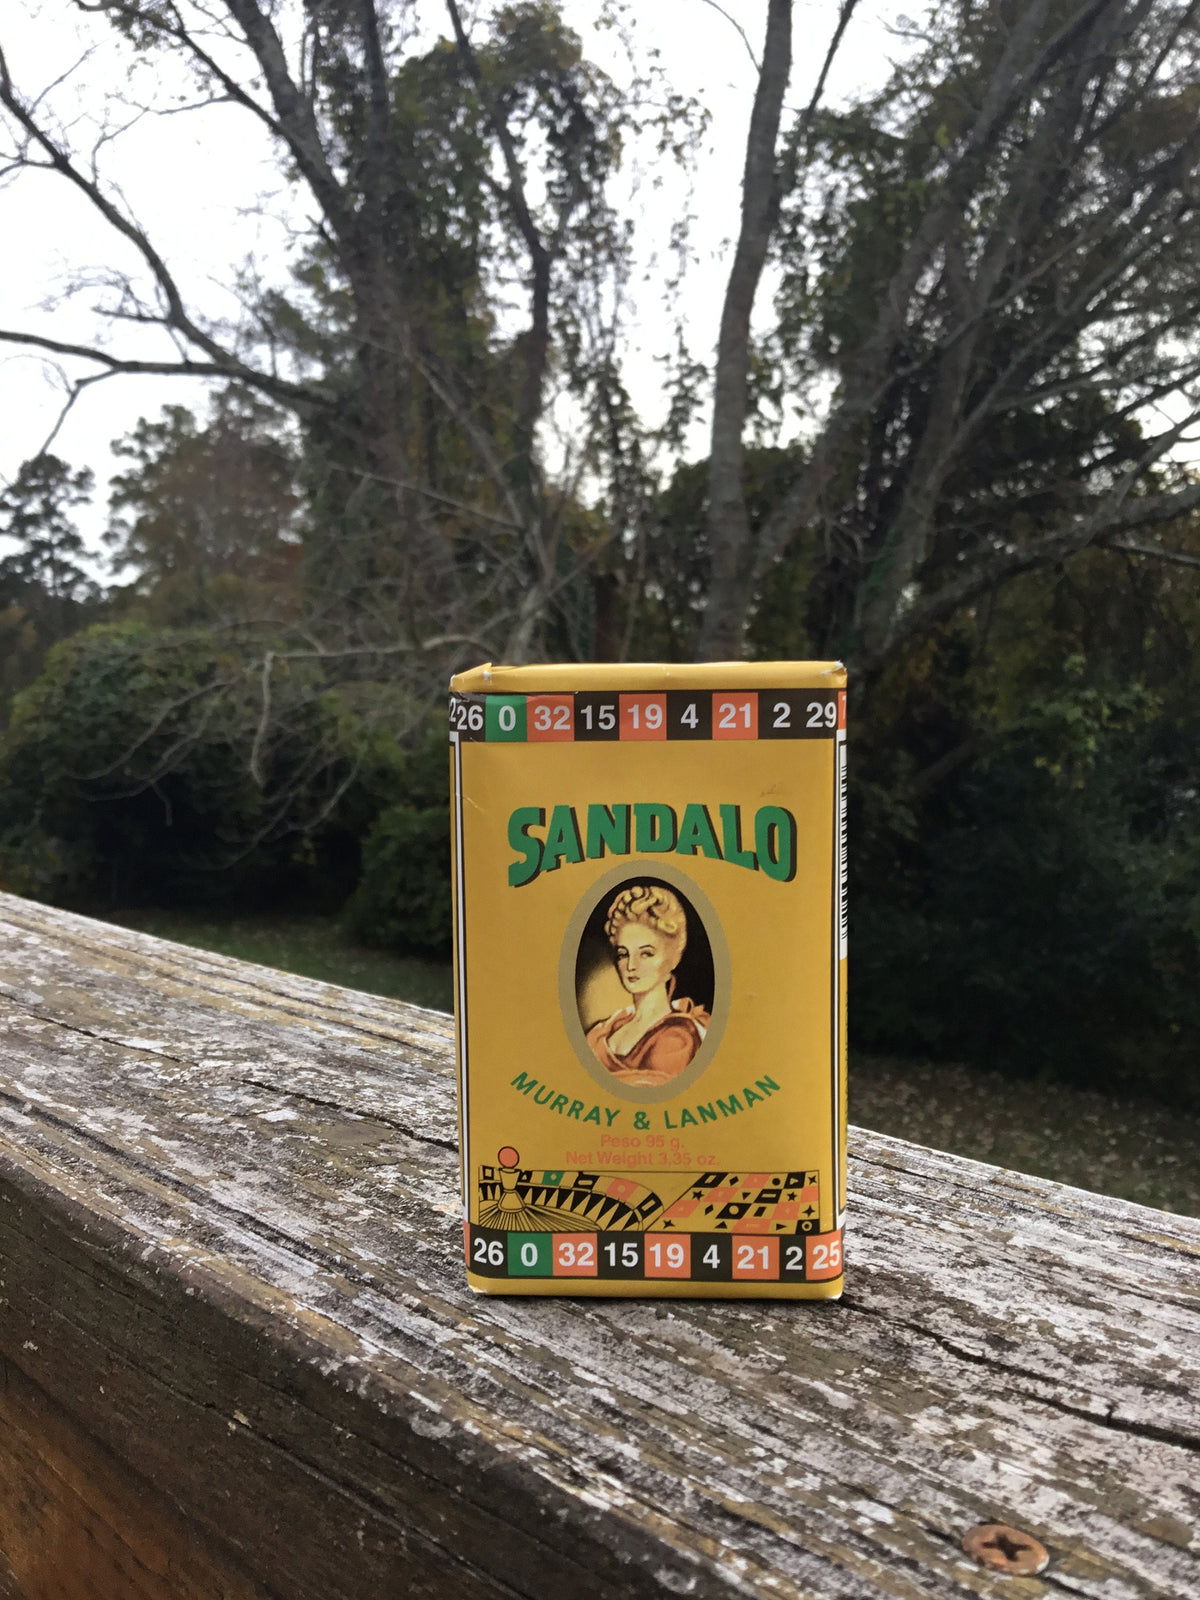 26 0 32 15 19 4 21 2 29
SANDALO
MURRAY & LANMAN
Peso 95 g.
Net Weight 3,35 oz.
26 0 32 15 19 4 21 2 25